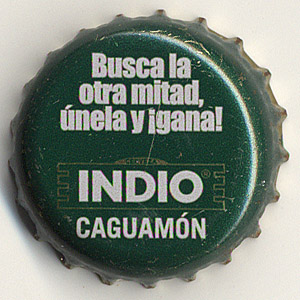 Busca la
otra mitad,
únela y ¡gana!
INDIO®
CAGUAMÓN